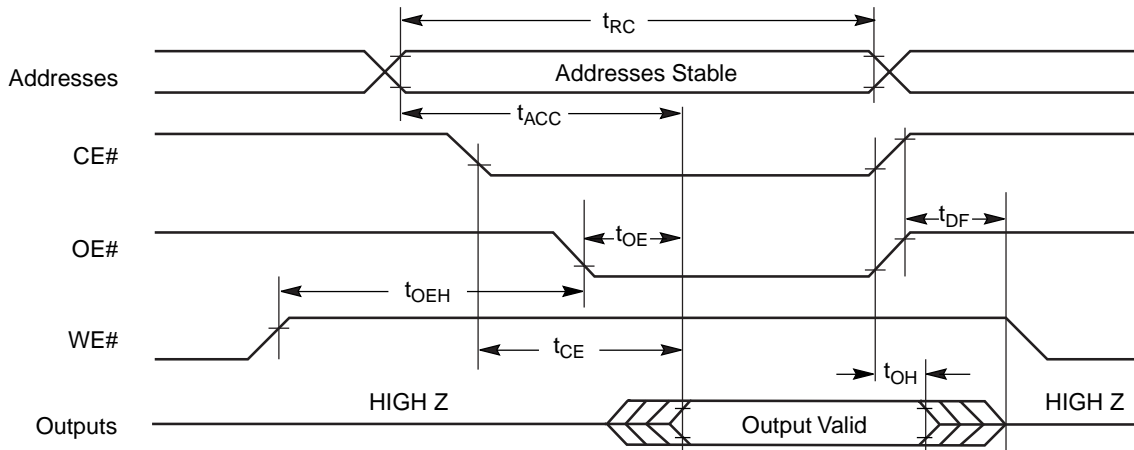 tRC
Addresses
Addresses Stable
tACC
CE#
tDF
OE#
tOE
tOEH
WE#
tCE
tOH
HIGH Z
HIGH Z
Outputs
Output Valid